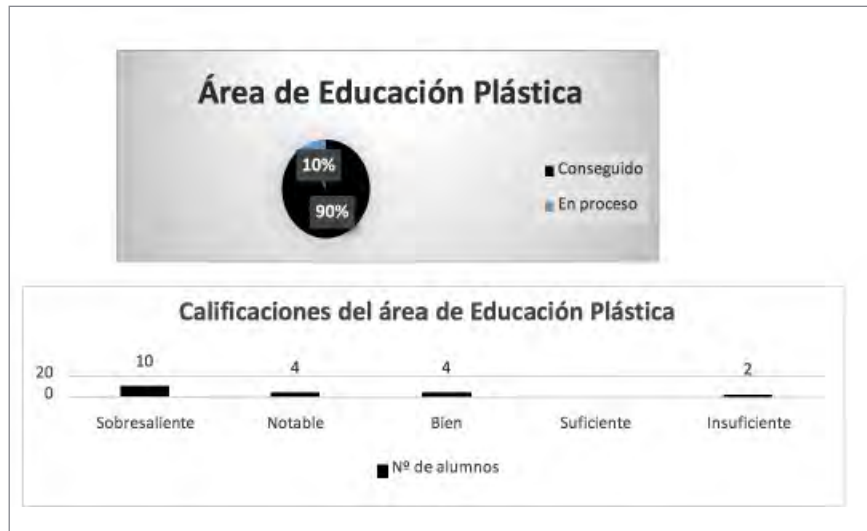 Área de Educación Plástica
10%
90%
Conseguido
En proceso
Calificaciones del área de Educación Plástica
20
0
10
4
4
2
Sobresaliente
Notable
Bien
Suficiente
Insuficiente
Nº de alumnos